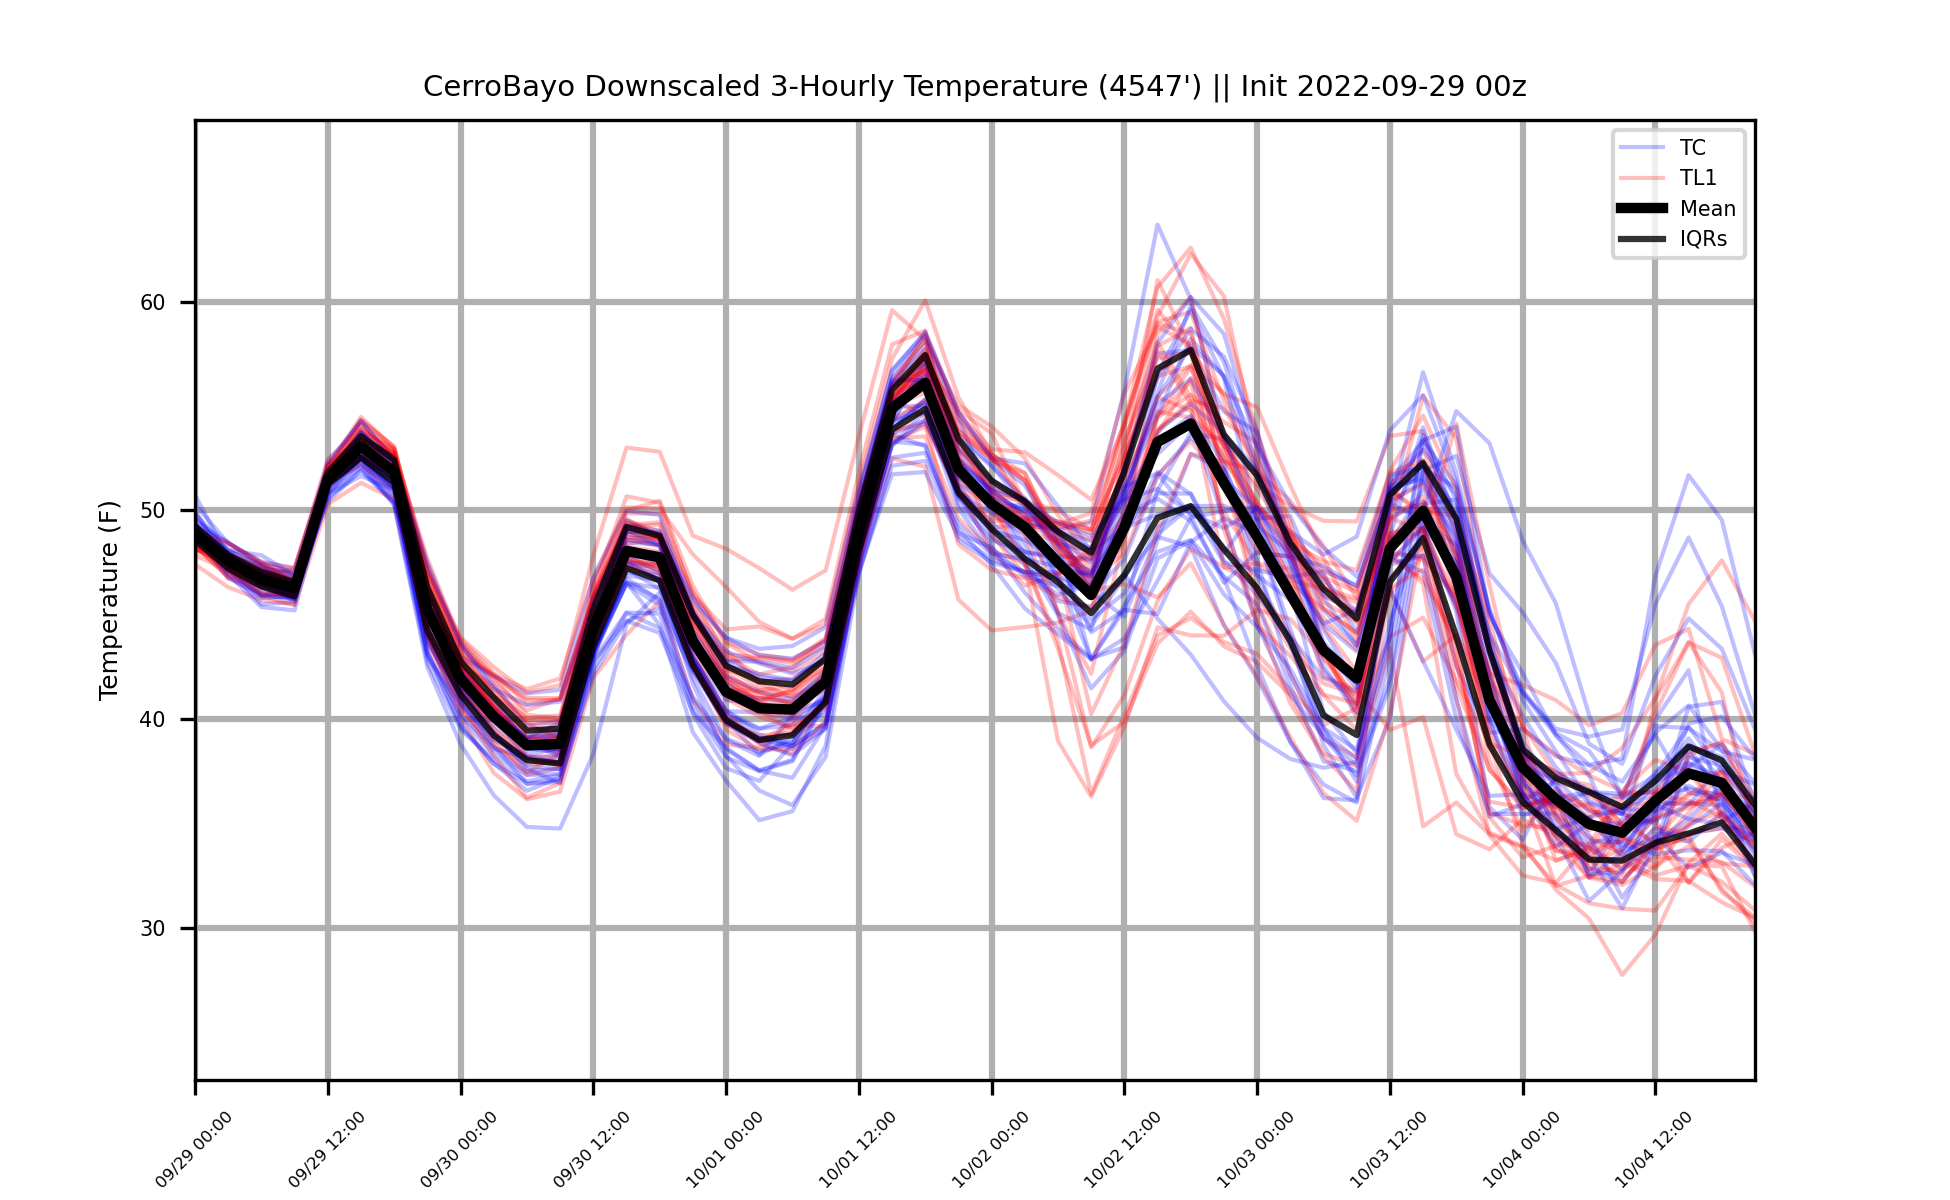 CerroBayo Downscaled 3-Hourly Temperature (4547') || Init 2022-09-29 00z
TC
TL1
Mean
IQRs
Temperature (F)
60
50
40
30
09/29 00:00
09/29 12:00
09/30 00:00
09/30 12:00
10/01 00:00
10/01 12:00
10/02 00:00
10/02 12:00
10/03 00:00
10/03 12:00
10/04 00:00
10/04 12:00